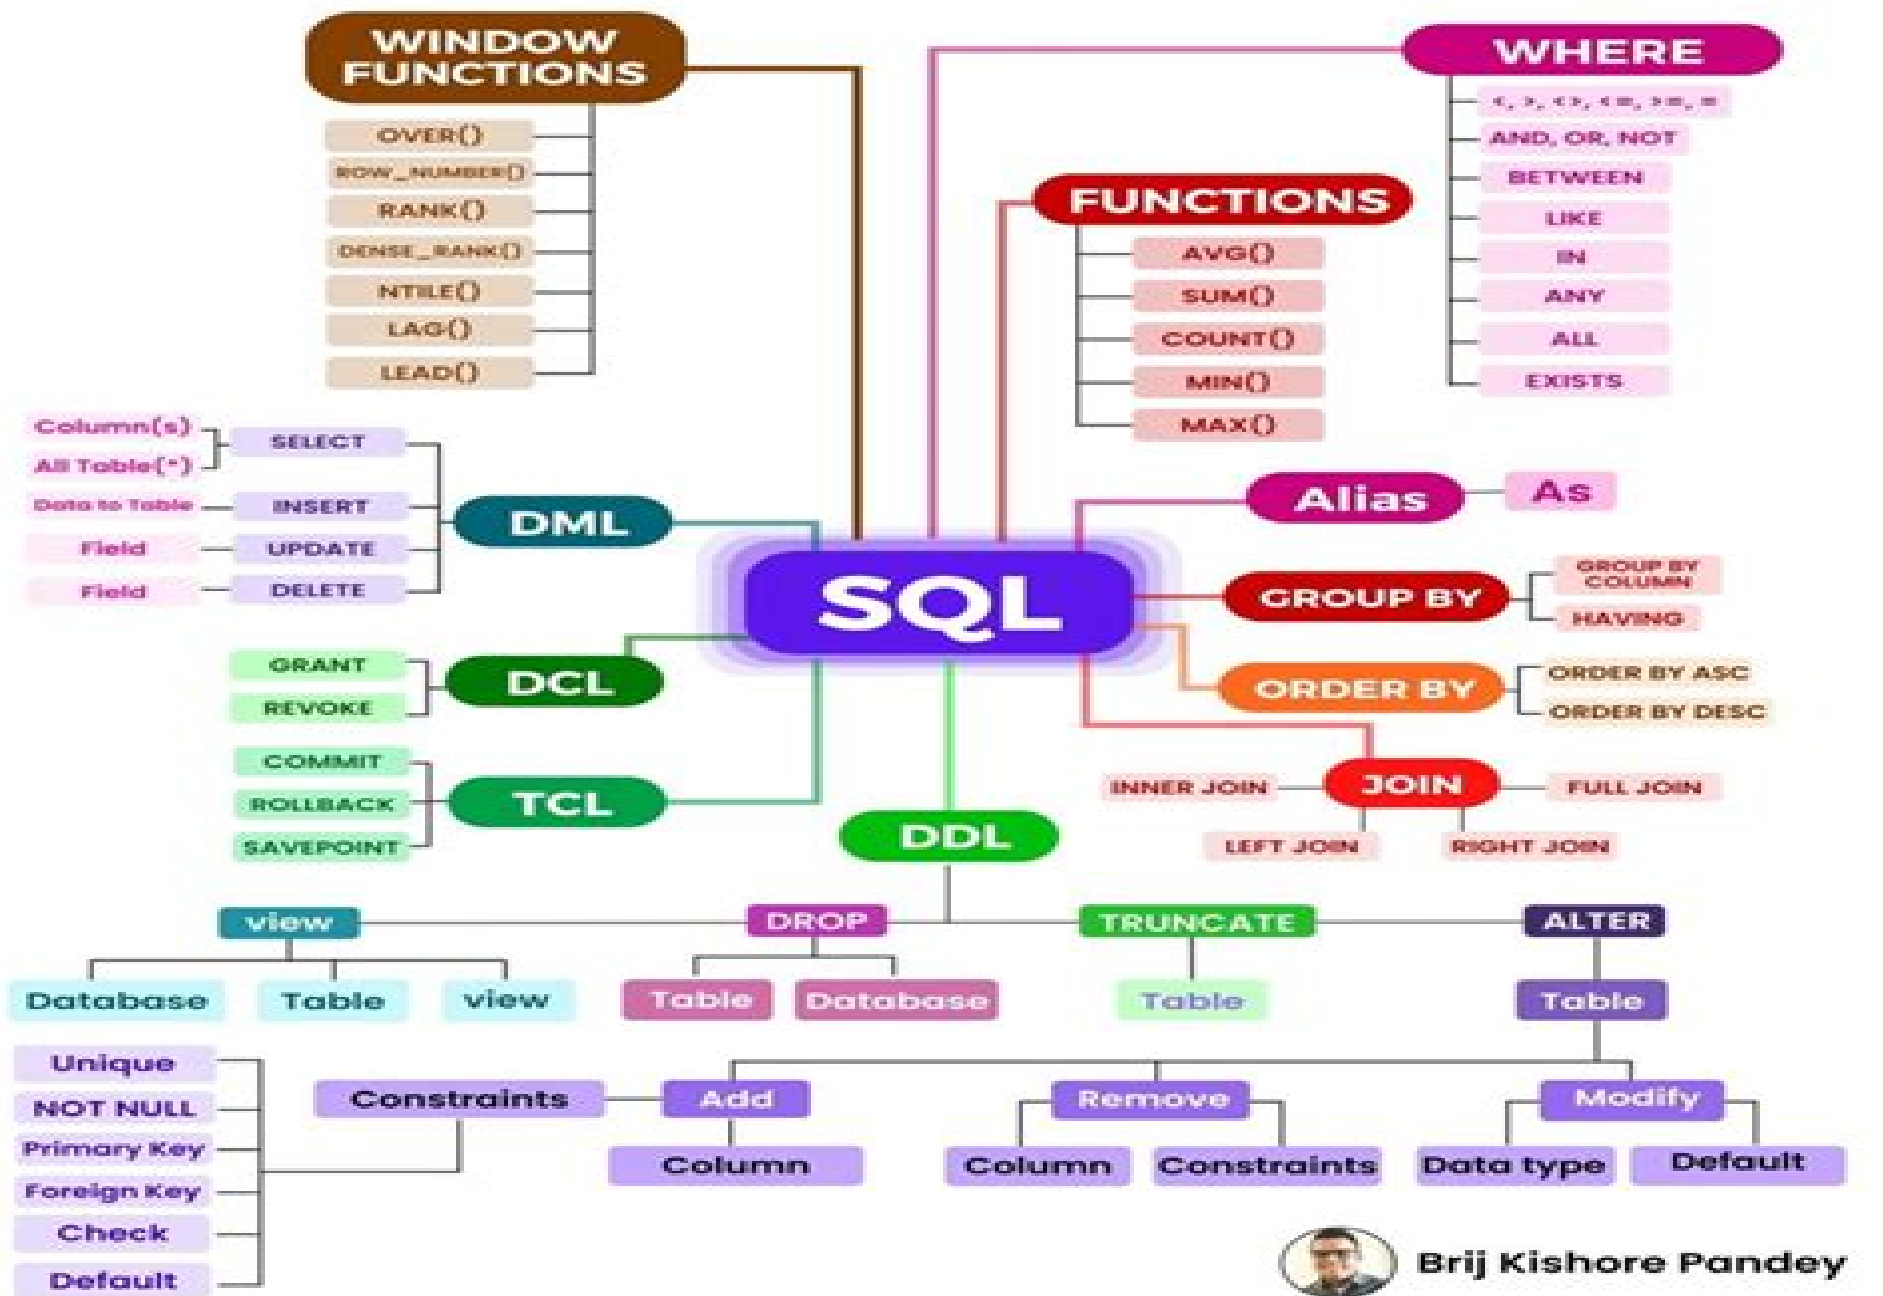 WINDOW
FUNCTIONS
OVER()
ROW_NUMBER()
RANK()
DENSE_RANK()
NTILE()
LAG()
LEAD()
WHERE
<, >, <>, <=, >=, =
AND, OR, NOT
BETWEEN
LIKE
IN
ANY
ALL
EXISTS
FUNCTIONS
AVG()
SUM()
COUNT()
MIN()
MAX()
Column(s)
All Table(*)
SELECT
Data to Table
INSERT
Field
UPDATE
Field
DELETE
DML
Alias
As
SQL
GROUP BY
GROUP BY
COLUMN
HAVING
GRANT
REVOKE
DCL
ORDER BY
ORDER BY ASC
ORDER BY DESC
COMMIT
ROLLBACK
SAVEPOINT
TCL
JOIN
INNER JOIN
FULL JOIN
LEFT JOIN
RIGHT JOIN
DDL
view
DROP
TRUNCATE
ALTER
Database
Table
view
Table
Database
Table
Table
Unique
NOT NULL
Primary Key
Foreign Key
Check
Default
Constraints
Add
Remove
Modify
Column
Column
Constraints
Data type
Default
Brij Kishore Pandey